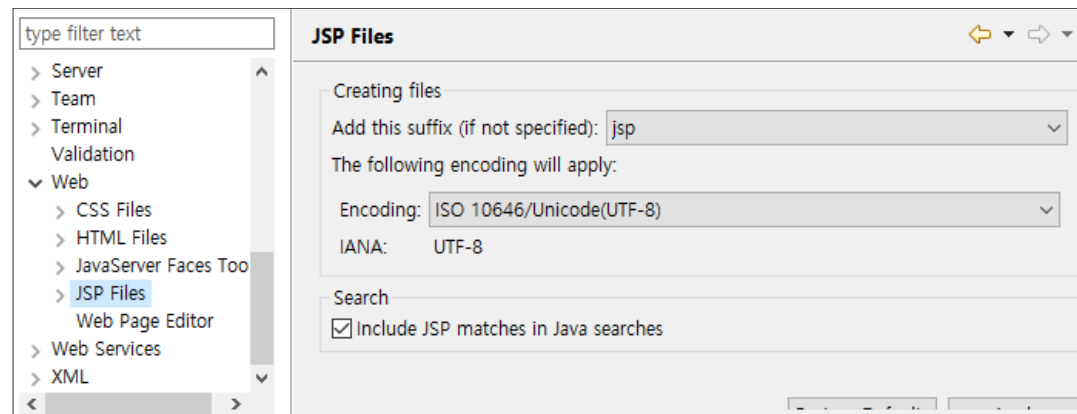 type filter text
Server
Team
Terminal
Validation
Web
CSS Files
HTML Files
JavaServer Faces Too
JSP Files
Web Page Editor
Web Services
XML
JSP Files
Creating files
Add this suffix (if not specified): jsp
The following encoding will apply:
Encoding: ISO 10646/Unicode(UTF-8)
IANA: UTF-8
Search
Include JSP matches in Java searches